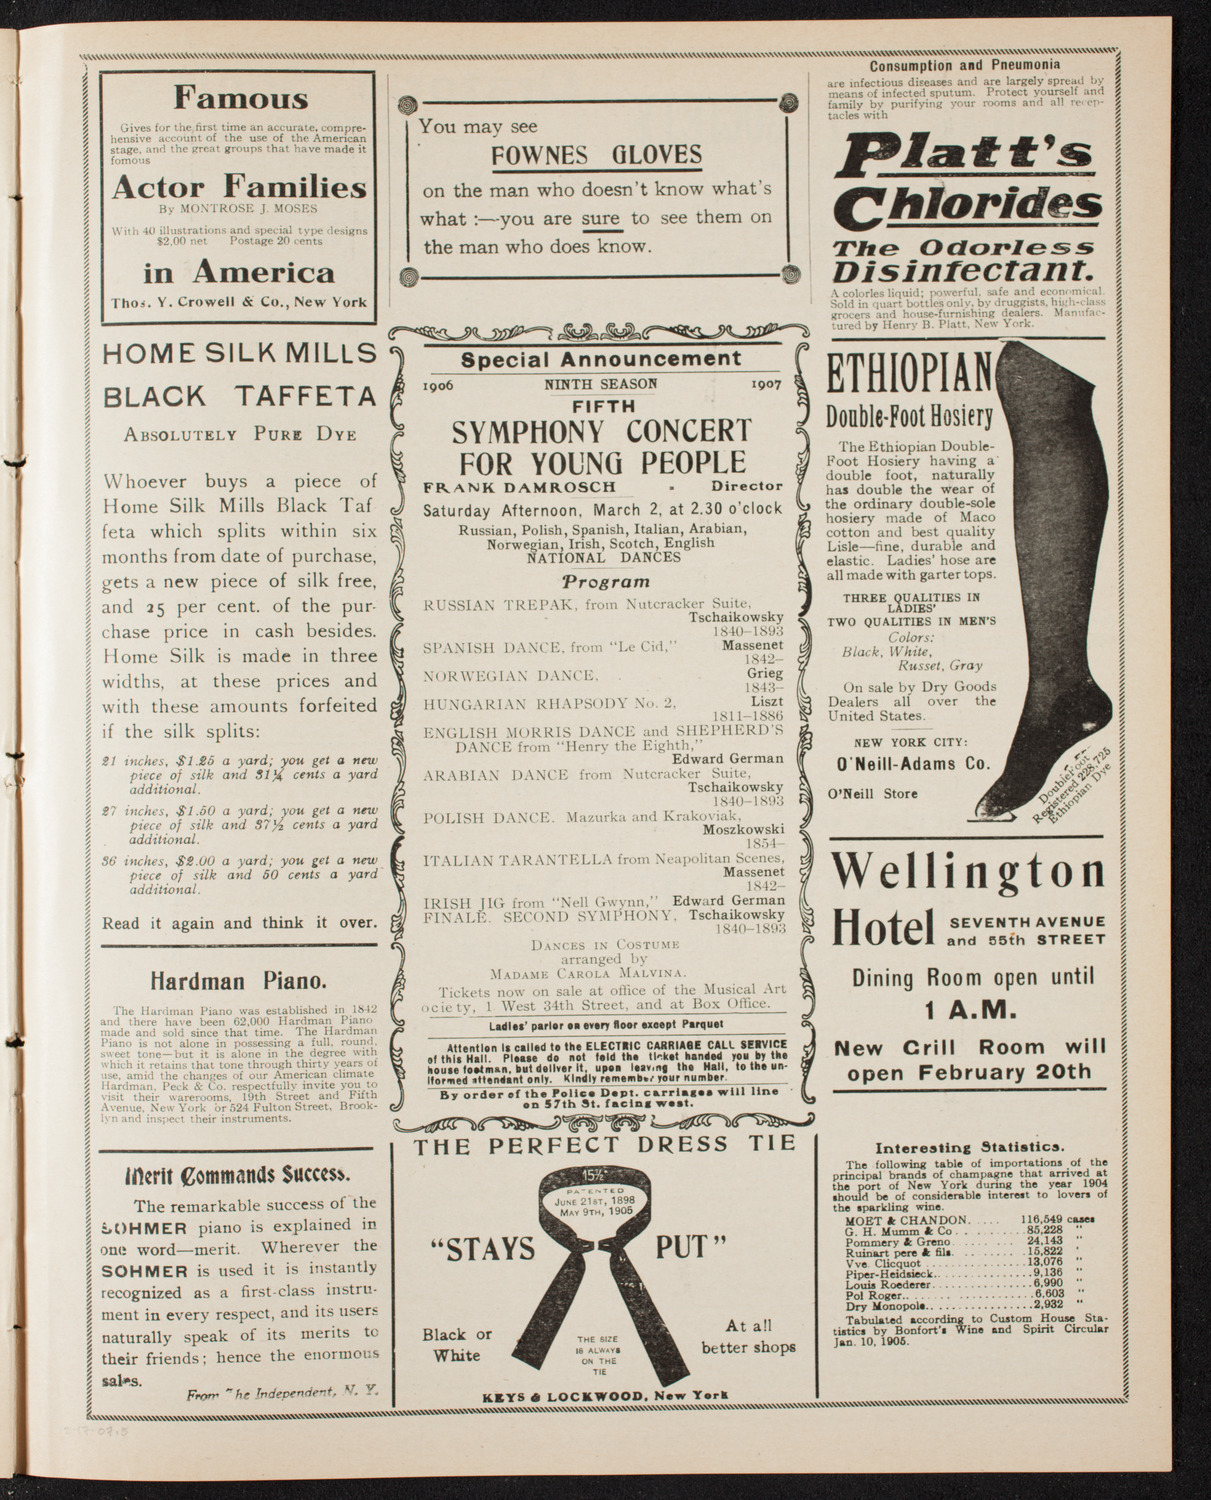 Famous
Gives for the first time an accurate, compre-
hensive account of the use of the American
stage, and the great groups that have made it
fomous
Actor Families
By MONTROSE J. MOSES
With 40 illustrations and special type designs
$2.00 net Postage 20 cents
in America
Thos. Y. Crowell & Co., New York
HOME SILK MILLS
BLACK TAFFETA
ABSOLUTELY PURE DYE
Whoever buys a piece of
Home Silk Mills Black Taf
feta which splits within six
months from date of purchase,
gets a new piece of silk free,
and 25 per cent. of the pur-
chase price in cash besides.
Home Silk is made in three
widths, at these prices and
with these amounts forfeited
if the silk splits:
21 inches, $1.25 a yard; you get a new
piece of silk and 31¼ cents a yard
additional.
27 inches, $1.50 a yard; you get a new
piece of silk and 37½ cents a yard
additional.
36 inches, $2.00 a yard; you get a new
piece of silk and 50 cents a yard
additional.
Read it again and think it over.
Hardman Piano.
The Hardman Piano was established in 1842
and there have been 62,000 Hardman Piano
made and sold since that time. The Hardman
Piano is not alone in possessing a full, round,
sweet tone—but it is alone in the degree with
which it retains that tone through thirty years of
use, amid the changes of our American climate
Hardman, Peck & Co. respectfully invite you to
visit their warerooms, 19th Street and Fifth
Avenue, New York or 524 Fulton Street, Brook-
lyn and inspect their instruments.
Merit Commands Success.
The remarkable success of the
SOHMER piano is explained in
one word—merit. Wherever the
SOHMER is used it is instantly
recognized as a first-class instru-
ment in every respect, and its users
naturally speak of its merits to
their friends; hence the enormous
sales.
From The Independent, N. Y.
You may see
FOWNES GLOVES
on the man who doesn't know what's
what :—you are sure to see them on
the man who does know.
Special Announcement
1906 NINTH SEASON 1907
FIFTH
SYMPHONY CONCERT
FOR YOUNG PEOPLE
FRANK DAMROSCH - Director
Saturday Afternoon, March 2, at 2.30 o'clock
Russian, Polish, Spanish, Italian, Arabian,
Norwegian, Irish, Scotch, English
NATIONAL DANCES
Program
RUSSIAN TREPAK, from Nutcracker Suite,
Tschaikowsky
1840-1893
SPANISH DANCE, from "Le Cid," Massenet
1842-
NORWEGIAN DANCE, . . . Grieg
1843-
HUNGARIAN RHAPSODY No. 2, Liszt
1811-1886
ENGLISH MORRIS DANCE and SHEPHERD'S
DANCE from "Henry the Eighth,"
Edward German
ARABIAN DANCE from Nutcracker Suite,
Tschaikowsky
1840-1893
POLISH DANCE. Mazurka and Krakoviak,
Moszkowski
1854-
ITALIAN TARANTELLA from Neapolitan Scenes,
Massenet
1842-
IRISH JIG from "Nell Gwynn," Edward German
FINALE. SECOND SYMPHONY, Tschaikowsky
1840-1893
DANCES IN COSTUME
arranged by
MADAME CAROLA MALVINA.
Tickets now on sale at office of the Musical Art
ociety, 1 West 34th Street, and at Box Office.
Ladies' parlor on every floor except Parquet
Attention is called to the ELECTRIC CARRIAGE CALL SERVICE
of this Hall. Please do not fold the ticket handed you by the
house footman, but deliver it, upon leaving the Hall, to the un-
iformed attendant only. Kindly remember your number.
By order of the Police Dept. carriages will line
on 57th St. facing west.
THE PERFECT DRESS TIE
15½
PATENTED
JUNE 21ST, 1898
MAY 9TH, 1905
"STAYS PUT"
Black or
White
THE SIZE
IS ALWAYS
ON THE
TIE
At all
better shops
KEYS & LOCKWOOD, New York
Consumption and Pneumonia
are infectious diseases and are largely spread by
means of infected sputum. Protect yourself and
family by purifying your rooms and all recep-
tacles with
Platt's
Chlorides
The Odorless
Disinfectant.
A colorles liquid; powerful, safe and economical.
Sold in quart bottles only, by druggists, high-class
grocers and house-furnishing dealers. Manufac-
tured by Henry B. Platt, New York.
ETHIOPIAN
Double-Foot Hosiery
The Ethiopian Double-
Foot Hosiery having a
double foot, naturally
has double the wear of
the ordinary double-sole
hosiery made of Maco
cotton and best quality
Lisle—fine, durable and
elastic. Ladies' hose are
all made with garter tops.
THREE QUALITIES IN
LADIES'
TWO QUALITIES IN MEN'S
Colors:
Black, White,
Russet, Gray
On sale by Dry Goods
Dealers all over the
United States.
NEW YORK CITY:
O'Neill-Adams Co.
O'Neill Store
DoubleFoot
Registered 228,725
Ethiopian Dye
Wellington
Hotel SEVENTH AVENUE
and 55th STREET
Dining Room open until
1 A.M.
New Grill Room will
open February 20th
Interesting Statistics.
The following table of importations of the
principal brands of champagne that arrived at
the port of New York during the year 1904
should be of considerable interest to lovers of
the sparkling wine.
MOET & CHANDON..... 116,549 cases
G. H. Mumm & Co.......... 85,228 "
Pommery & Greno.......... 24,143 "
Ruinart pere & fils.......... 15,822 '
Vve. Clicquot.......... 13,076 "
Piper-Heidsieck.......... 9,136 "
Louis Roederer.......... 6,990 "
Pol Roger.......... 6,603 "
Dry Monopole.......... 2,932 "
Tabulated according to Custom House Sta-
tistics by Bonfort's Wine and Spirit Circular
Jan. 10, 1905.